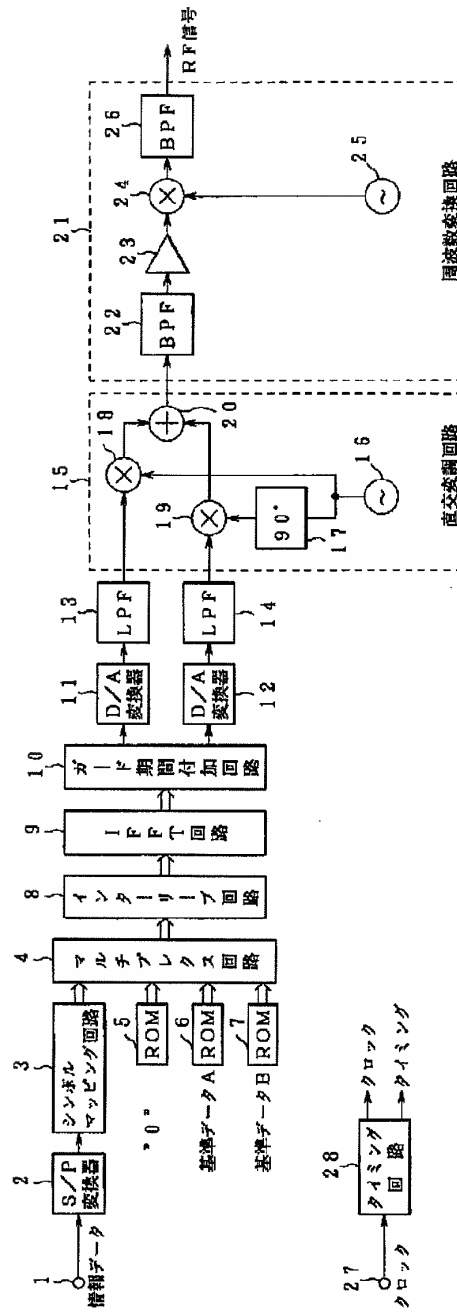 1
情報データ
2
S/P
変換器
3
シンボル
マッピング回路
"0"
5
ROM
基準データA
6
ROM
基準データB
7
ROM
4
マルチプレクス回路
8
インターリーブ回路
9
IFFT回路
10
ガード期間付加回路
11
D/A
変換器
12
D/A
変換器
13
LPF
14
LPF
15
18
19
90°
17
20
16
直交変調回路
21
22
BPF
23
24
26
BPF
25
周波数変換回路
RF信号
27
クロック
28
タイミング
回路
クロック
タイミング